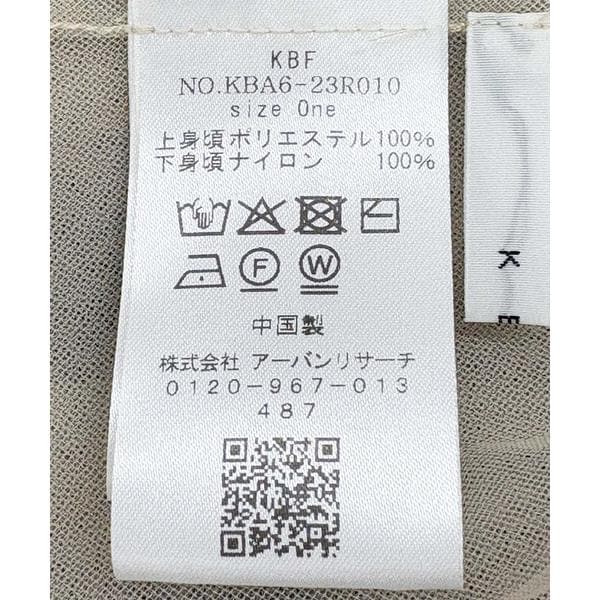 KBF
NO.KBA6-23R010
size One
上身頃ポリエステル100%
下身頃ナイロン 100%
F W
中国製
株式会社 アーバンリサーチ
0120-967-013
487
K